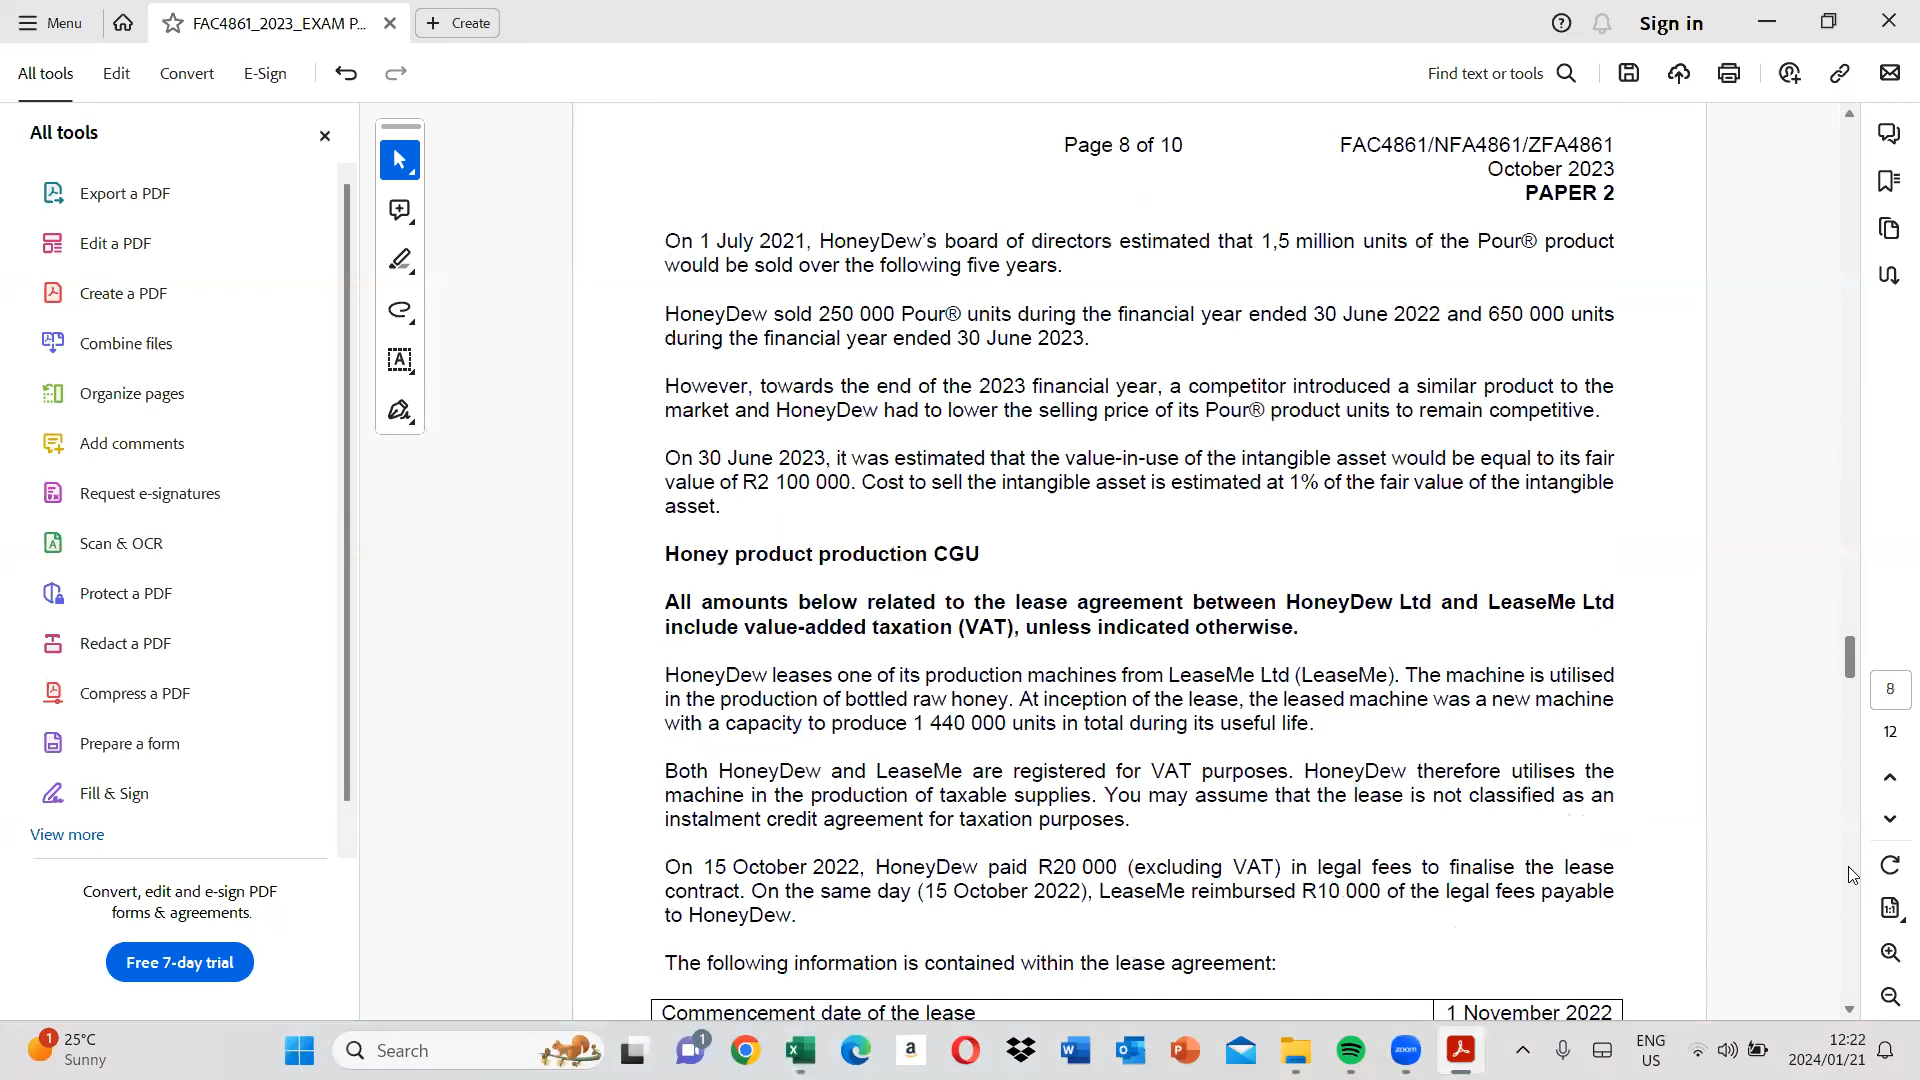 Menu
FAC4861_2023_EXAM P...
Create
Sign in
All tools
Edit
Convert
E-Sign
Find text or tools
All tools
Export a PDF
Edit a PDF
Create a PDF
Combine files
Organize pages
Add comments
Request e-signatures
Scan & OCR
Protect a PDF
Redact a PDF
Compress a PDF
Prepare a form
Fill & Sign
View more
Convert, edit and e-sign PDF
forms & agreements.
Free 7-day trial
Page 8 of 10
FAC4861/NFA4861/ZFA4861
October 2023
PAPER 2
On 1 July 2021, HoneyDew's board of directors estimated that 1,5 million units of the Pour® product
would be sold over the following five years.
HoneyDew sold 250 000 Pour® units during the financial year ended 30 June 2022 and 650 000 units
during the financial year ended 30 June 2023.
However, towards the end of the 2023 financial year, a competitor introduced a similar product to the
market and HoneyDew had to lower the selling price of its Pour® product units to remain competitive.
On 30 June 2023, it was estimated that the value-in-use of the intangible asset would be equal to its fair
value of R2 100 000. Cost to sell the intangible asset is estimated at 1% of the fair value of the intangible
asset.
Honey product production CGU
All amounts below related to the lease agreement between HoneyDew Ltd and LeaseMe Ltd
include value-added taxation (VAT), unless indicated otherwise.
HoneyDew leases one of its production machines from LeaseMe Ltd (LeaseMe). The machine is utilised
in the production of bottled raw honey. At inception of the lease, the leased machine was a new machine
with a capacity to produce 1 440 000 units in total during its useful life.
Both HoneyDew and LeaseMe are registered for VAT purposes. HoneyDew therefore utilises the
machine in the production of taxable supplies. You may assume that the lease is not classified as an
instalment credit agreement for taxation purposes.
On 15 October 2022, HoneyDew paid R20 000 (excluding VAT) in legal fees to finalise the lease
contract. On the same day (15 October 2022), LeaseMe reimbursed R10 000 of the legal fees payable
to HoneyDew.
The following information is contained within the lease agreement:
Commencement date of the lease
1 November 2022
8
12
1
25°C
Sunny
Search
1
zoom
ENG
US
12:22
2024/01/21